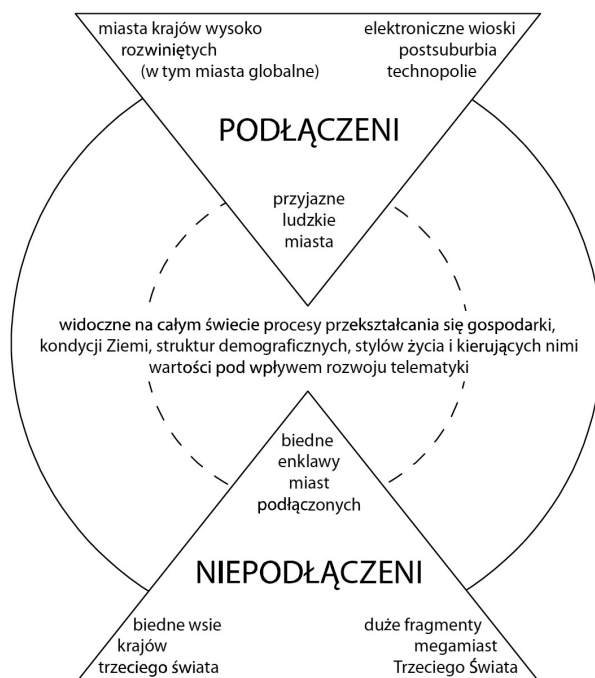 miasta krajów wysoko
rozwiniętych
(w tym miasta globalne)
elektroniczne wioski
postsuburbia
technopolie
PODŁĄCZENI
przyjazne
ludzkie
miasta
widoczne na całym świecie procesy przekształcania się gospodarki,
kondycji Ziemi, struktur demograficznych, stylów życia i kierujących nimi
wartości pod wpływem rozwoju telematyki
biedne
enklawy
miast
podłączonych
NIEPODŁĄCZENI
biedne wsie
krajów
trzeciego świata
duże fragmenty
megamiast
Trzeciego Świata